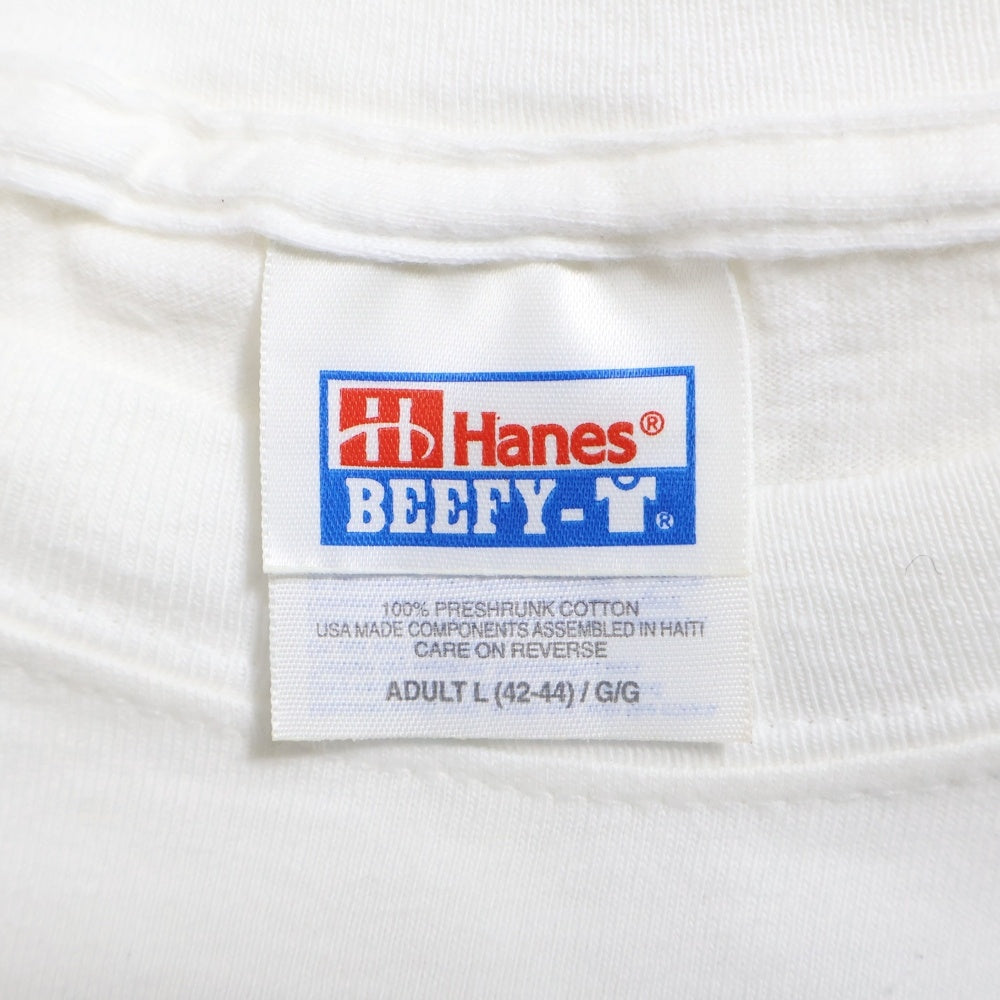 H Hanes®
BEEFY-T®
100% PRESHRUNK COTTON
USA MADE COMPONENTS ASSEMBLED IN HAITI
CARE ON REVERSE
ADULT L (42-44) / G/G